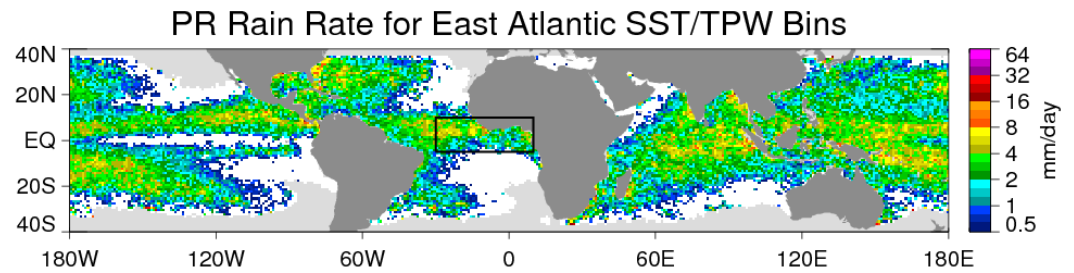 PR Rain Rate for East Atlantic SST/TPW Bins
40N
20N
EQ
20S
40S
180W
120W
60W
0
60E
120E
180E
64
32
16
8
4
2
1
0.5
mm/day